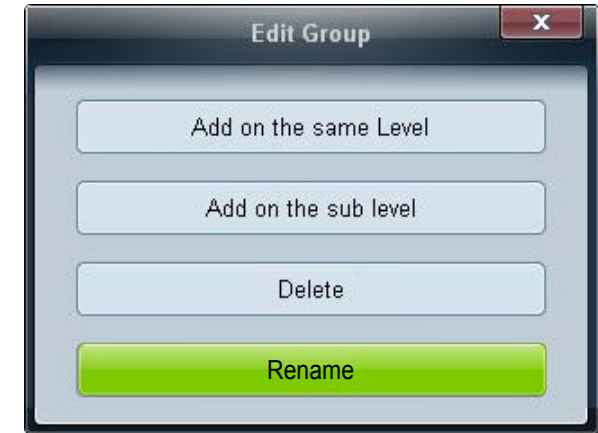 Edit Group
x
Add on the same Level
Add on the sub level
Delete
Rename